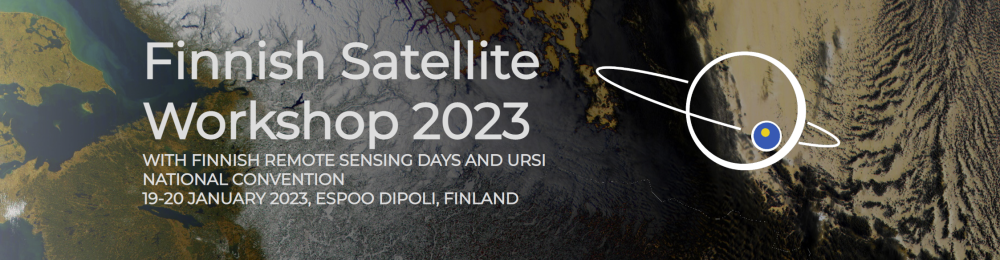 Finnish Satellite
Workshop 2023
WITH FINNISH REMOTE SENSING DAYS AND URSI
NATIONAL CONVENTION
19-20 JANUARY 2023, ESPOO DIPOLI, FINLAND